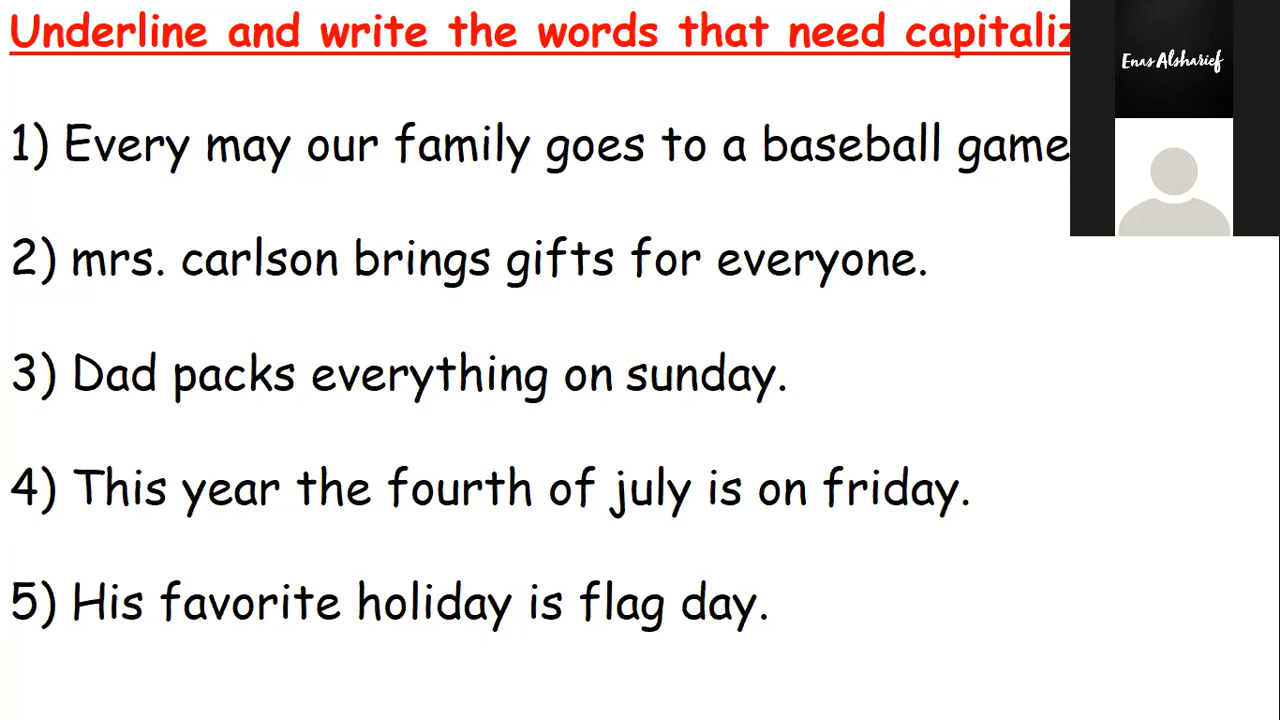 Underline and write the words that need
Enas Alsharief
1) Every may our family goes to a baseball game
2) mrs. carlson brings gifts for everyone.
3) Dad packs everything on sunday.
4) This year the fourth of july is on friday.
5) His favorite holiday is flag day.